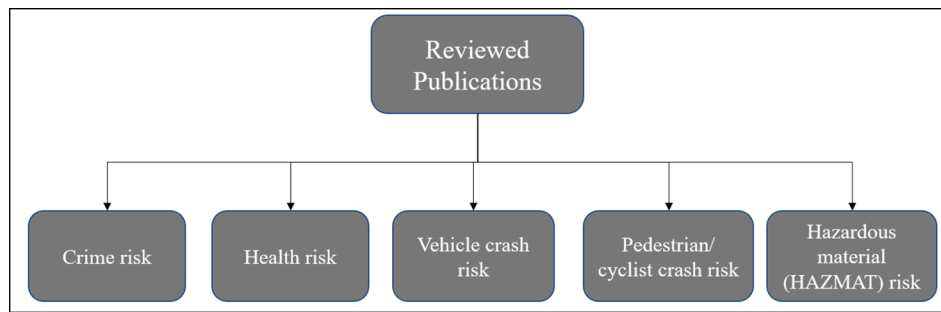 Reviewed
Publications
Crime risk
Health risk
Vehicle crash
risk
Pedestrian/
cyclist crash risk
Hazardous
material
(HAZMAT) risk